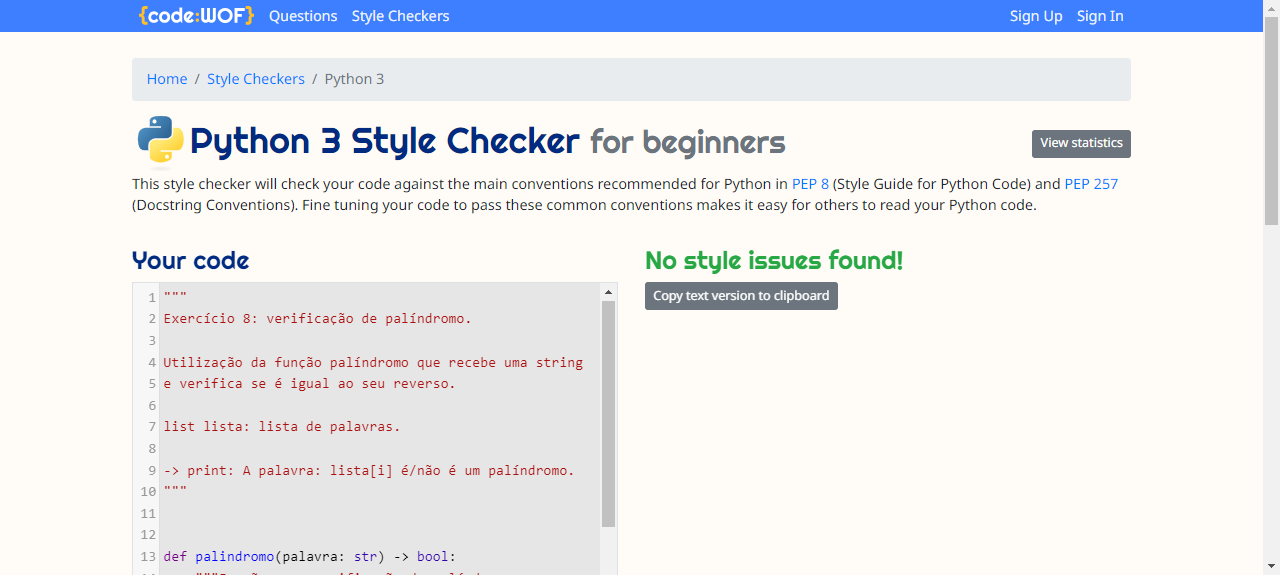 {code:WOF} Questions Style Checkers Sign Up Sign In
Home / Style Checkers / Python 3
Python 3 Style Checker for beginners
View statistics
This style checker will check your code against the main conventions recommended for Python in PEP 8 (Style Guide for Python Code) and PEP 257
(Docstring Conventions). Fine tuning your code to pass these common conventions makes it easy for others to read your Python code.
Your code
1 """
2 Exercício 8: verificação de palíndromo.
3
4 Utilização da função palíndromo que recebe uma string
5 e verifica se é igual ao seu reverso.
6
7 list lista: lista de palavras.
8
9 -> print: A palavra: lista[i] é/não é um palíndromo.
10 """
11
12
13 def palindromo(palavra: str) -> bool:
No style issues found!
Copy text version to clipboard